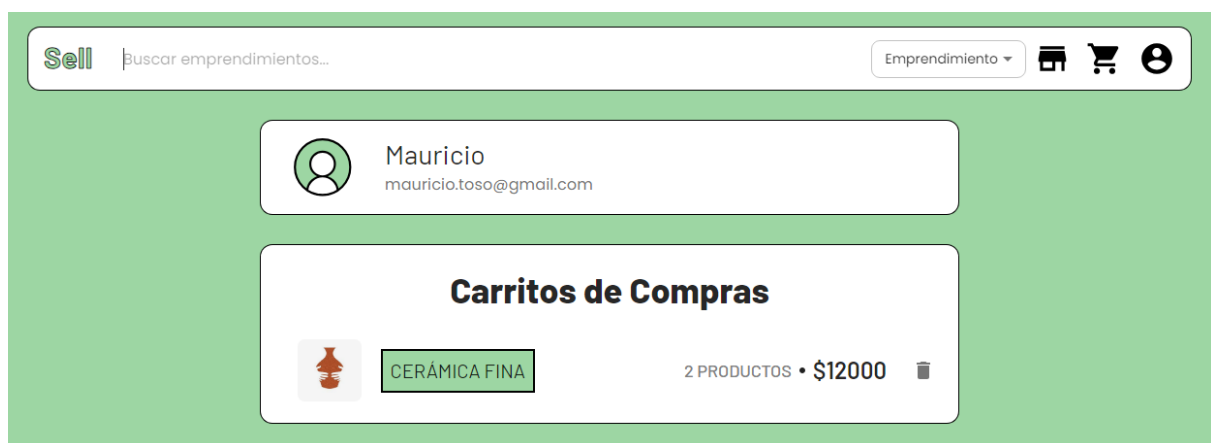 Sell Buscar emprendimientos... Emprendimiento
Mauricio
mauricio.toso@gmail.com
Carritos de Compras
CERÁMICA FINA 2 PRODUCTOS • $12000